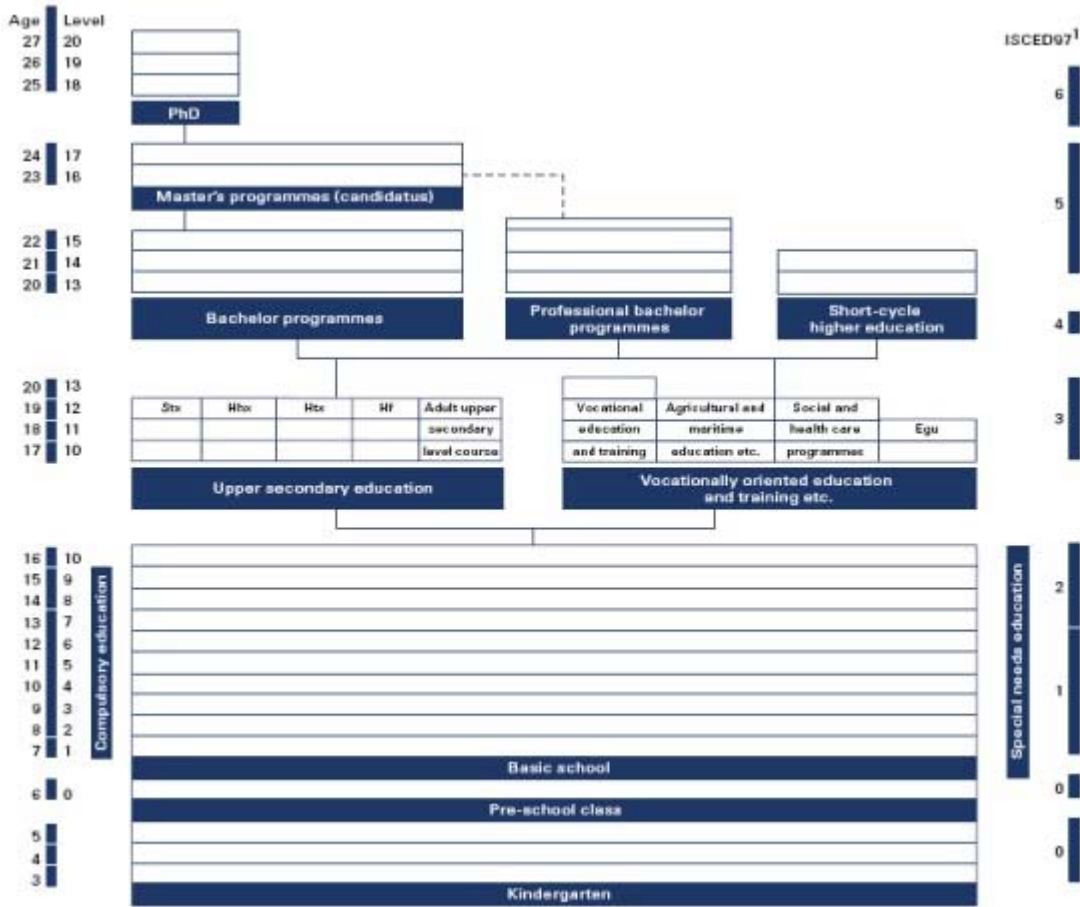 Age Level
27 20
26 19
25 18
ISCED97¹
6
PhD
24 17
23 16
Master's programmes (candidatus)
5
22 15
21 14
20 13
Bachelor programmes
Professional bachelor
programmes
Short-cycle
higher education
4
20 13
19 12
18 11
17 10
Stx Hhx Htx Hf Adult upper
secondary
level course
Vocational
education
and training
Agricultural and
maritime
education etc.
Social and
health care
programmes
Egu
3
Upper secondary education
Vocationally oriented education
and training etc.
16 10
15 9
14 8
13 7
12 6
11 5
10 4
9 3
8 2
7 1
Compulsory education
Special needs education
2
1
Basic school
6 0
0
Pre-school class
5
4
3
0
Kindergarten